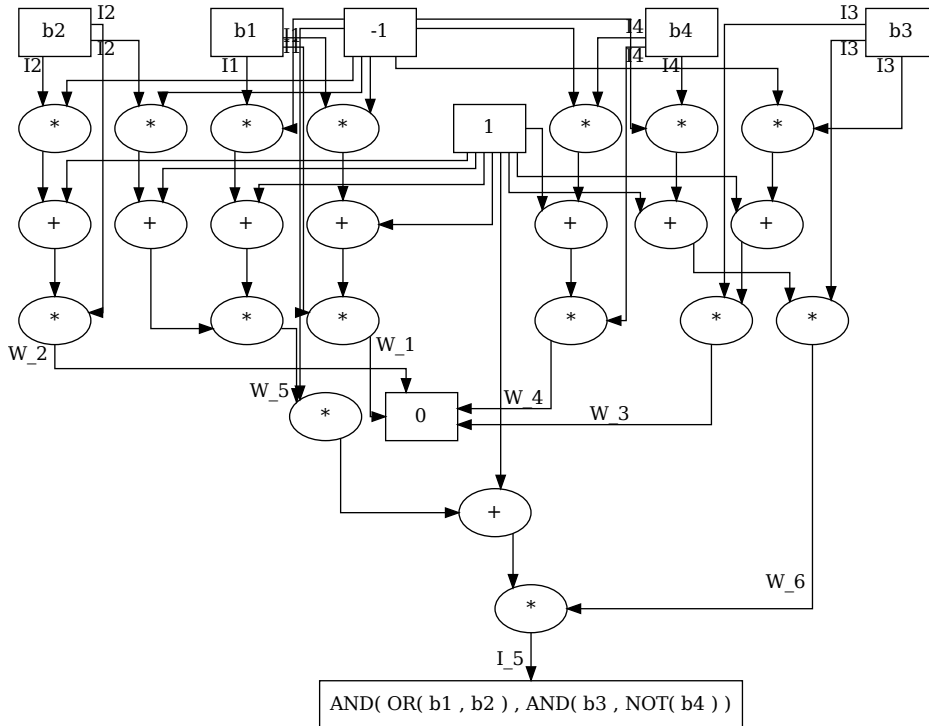 b2
b1
-1
b4
b3
I2
I2
I2
I1
I1
I1
I4
I4
I4
I3
I3
I3
*
*
*
*
*
*
*
1
+
+
+
+
+
+
+
*
*
*
*
*
*
W_2
W_5
W_1
W_4
W_3
*
0
+
W_6
*
I_5
AND( OR( b1 , b2 ) , AND( b3 , NOT( b4 ) ) )